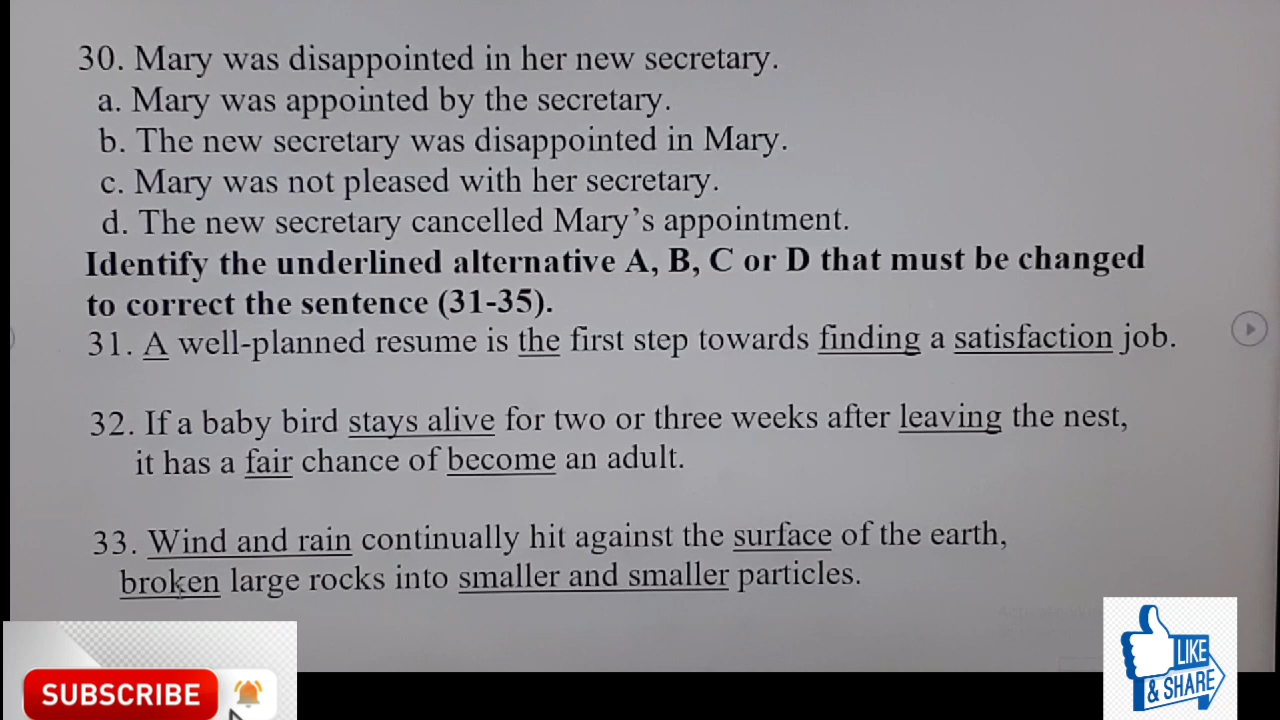 30. Mary was disappointed in her new secretary.
a. Mary was appointed by the secretary.
b. The new secretary was disappointed in Mary.
c. Mary was not pleased with her secretary.
d. The new secretary cancelled Mary's appointment.
Identify the underlined alternative A, B, C or D that must be changed
to correct the sentence (31-35).
31. A well-planned resume is the first step towards finding a satisfaction job.
32. If a baby bird stays alive for two or three weeks after leaving the nest,
it has a fair chance of become an adult.
33. Wind and rain continually hit against the surface of the earth,
broken large rocks into smaller and smaller particles.
SUBSCRIBE
LIKE
& SHARE